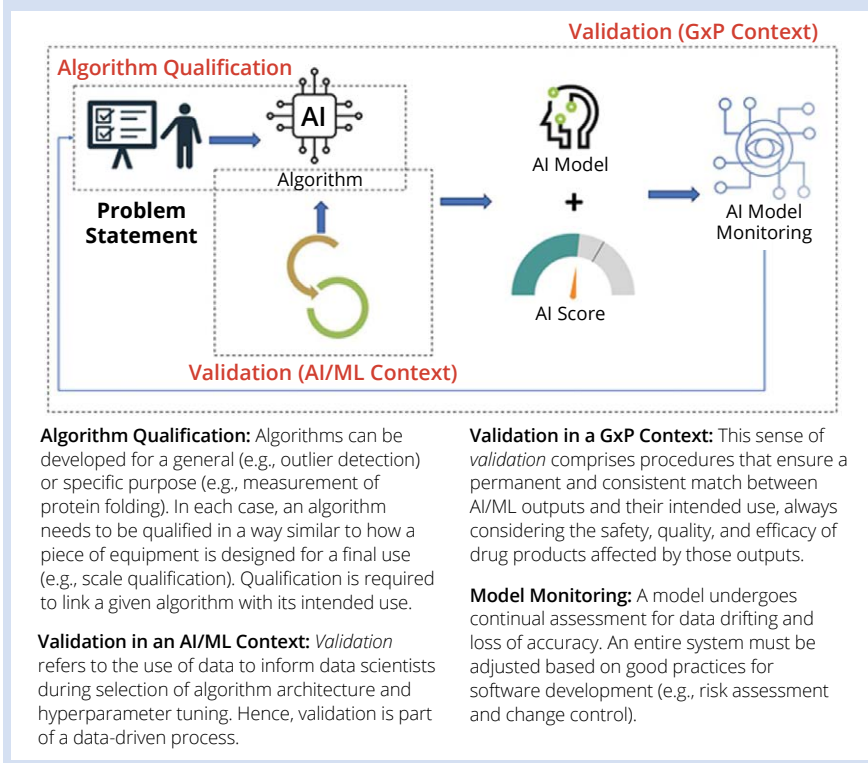 Validation (GxP Context)
Algorithm Qualification
AI
Algorithm
Problem
Statement
AI Model
+
AI Score
AI Model
Monitoring
Validation (AI/ML Context)
Algorithm Qualification: Algorithms can be
developed for a general (e.g., outlier detection)
or specific purpose (e.g., measurement of
protein folding). In each case, an algorithm
needs to be qualified in a way similar to how a
piece of equipment is designed for a final use
(e.g., scale qualification). Qualification is required
to link a given algorithm with its intended use.
Validation in an AI/ML Context: Validation
refers to the use of data to inform data scientists
during selection of algorithm architecture and
hyperparameter tuning. Hence, validation is part
of a data-driven process.
Validation in a GxP Context: This sense of
validation comprises procedures that ensure a
permanent and consistent match between
AI/ML outputs and their intended use, always
considering the safety, quality, and efficacy of
drug products affected by those outputs.
Model Monitoring: A model undergoes
continual assessment for data drifting and
loss of accuracy. An entire system must be
adjusted based on good practices for
software development (e.g., risk assessment
and change control).